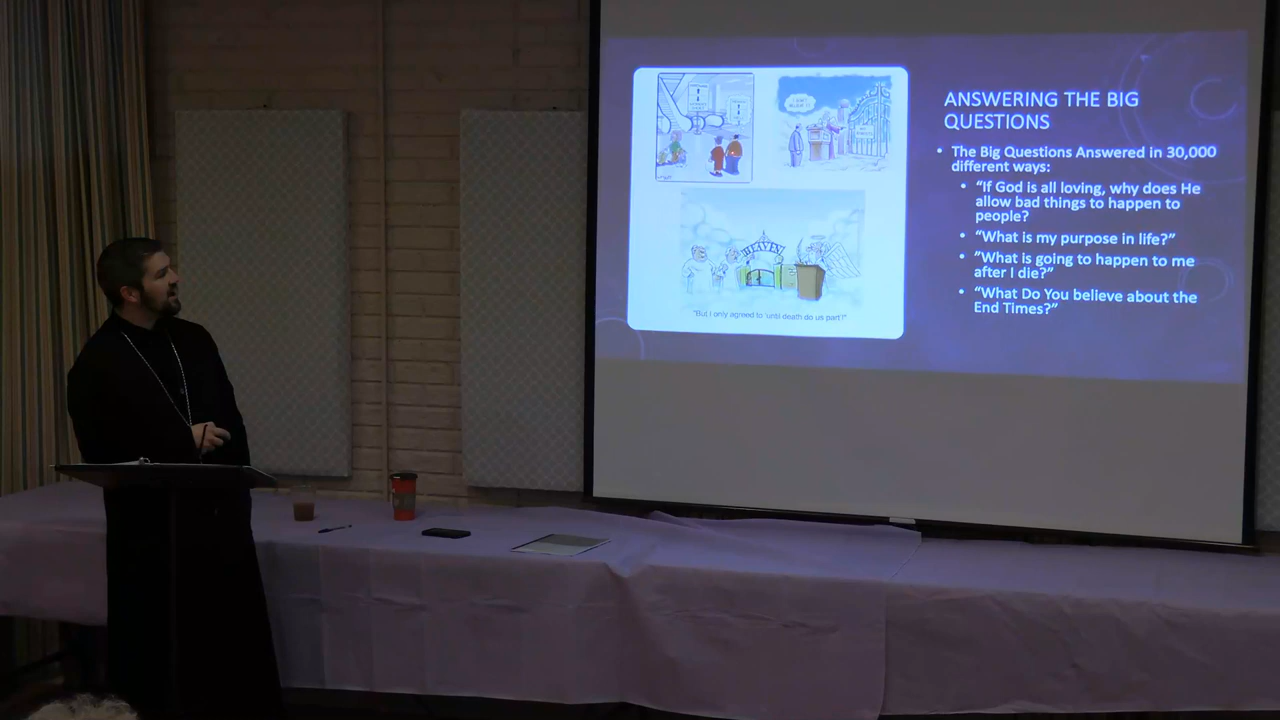 ANSWERING THE BIG
QUESTIONS
• The Big Questions Answered in 30,000
different ways:
• “If God is all loving, why does He
allow bad things to happen to
people?
• “What is my purpose in life?”
• ”What is going to happen to me
after I die?”
• “What Do You believe about the
End Times?”
HEAVEN
"But I only agreed to 'until death do us part'!"